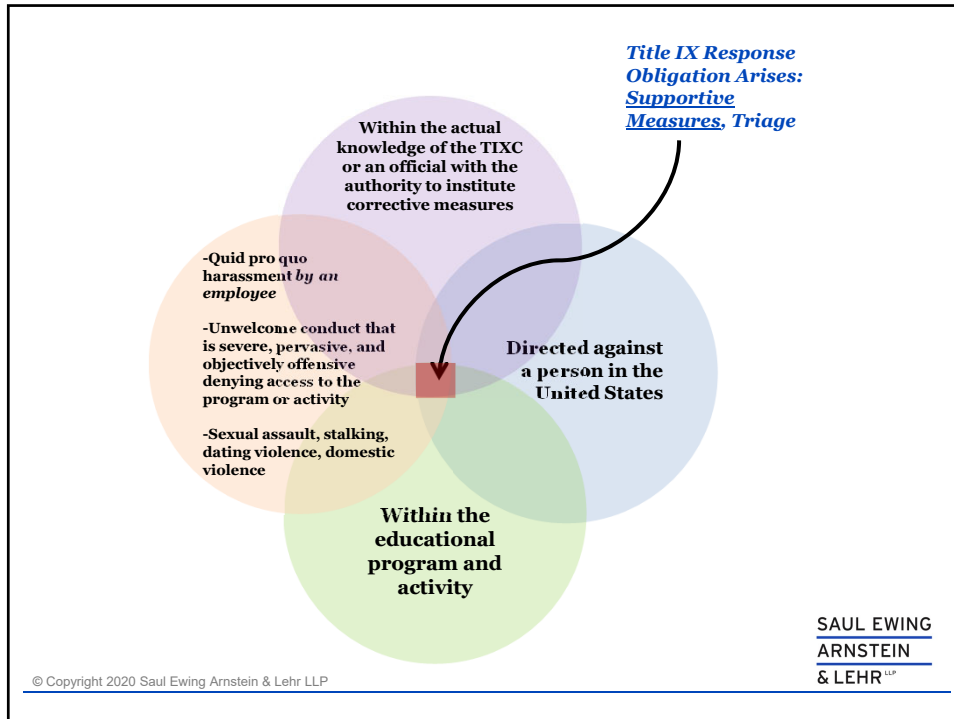 Title IX Response
Obligation Arises:
Supportive
Measures, Triage
Within the actual
knowledge of the TIXC
or an official with the
authority to institute
corrective measures
-Quid pro quo
harassment by an
employee
-Unwelcome conduct that
is severe, pervasive, and
objectively offensive
denying access to the
program or activity
-Sexual assault, stalking,
dating violence, domestic
violence
Directed against
a person in the
United States
Within the
educational
program and
activity
© Copyright 2020 Saul Ewing Arnstein & Lehr LLP
SAUL EWING
ARNSTEIN
& LEHR LLP